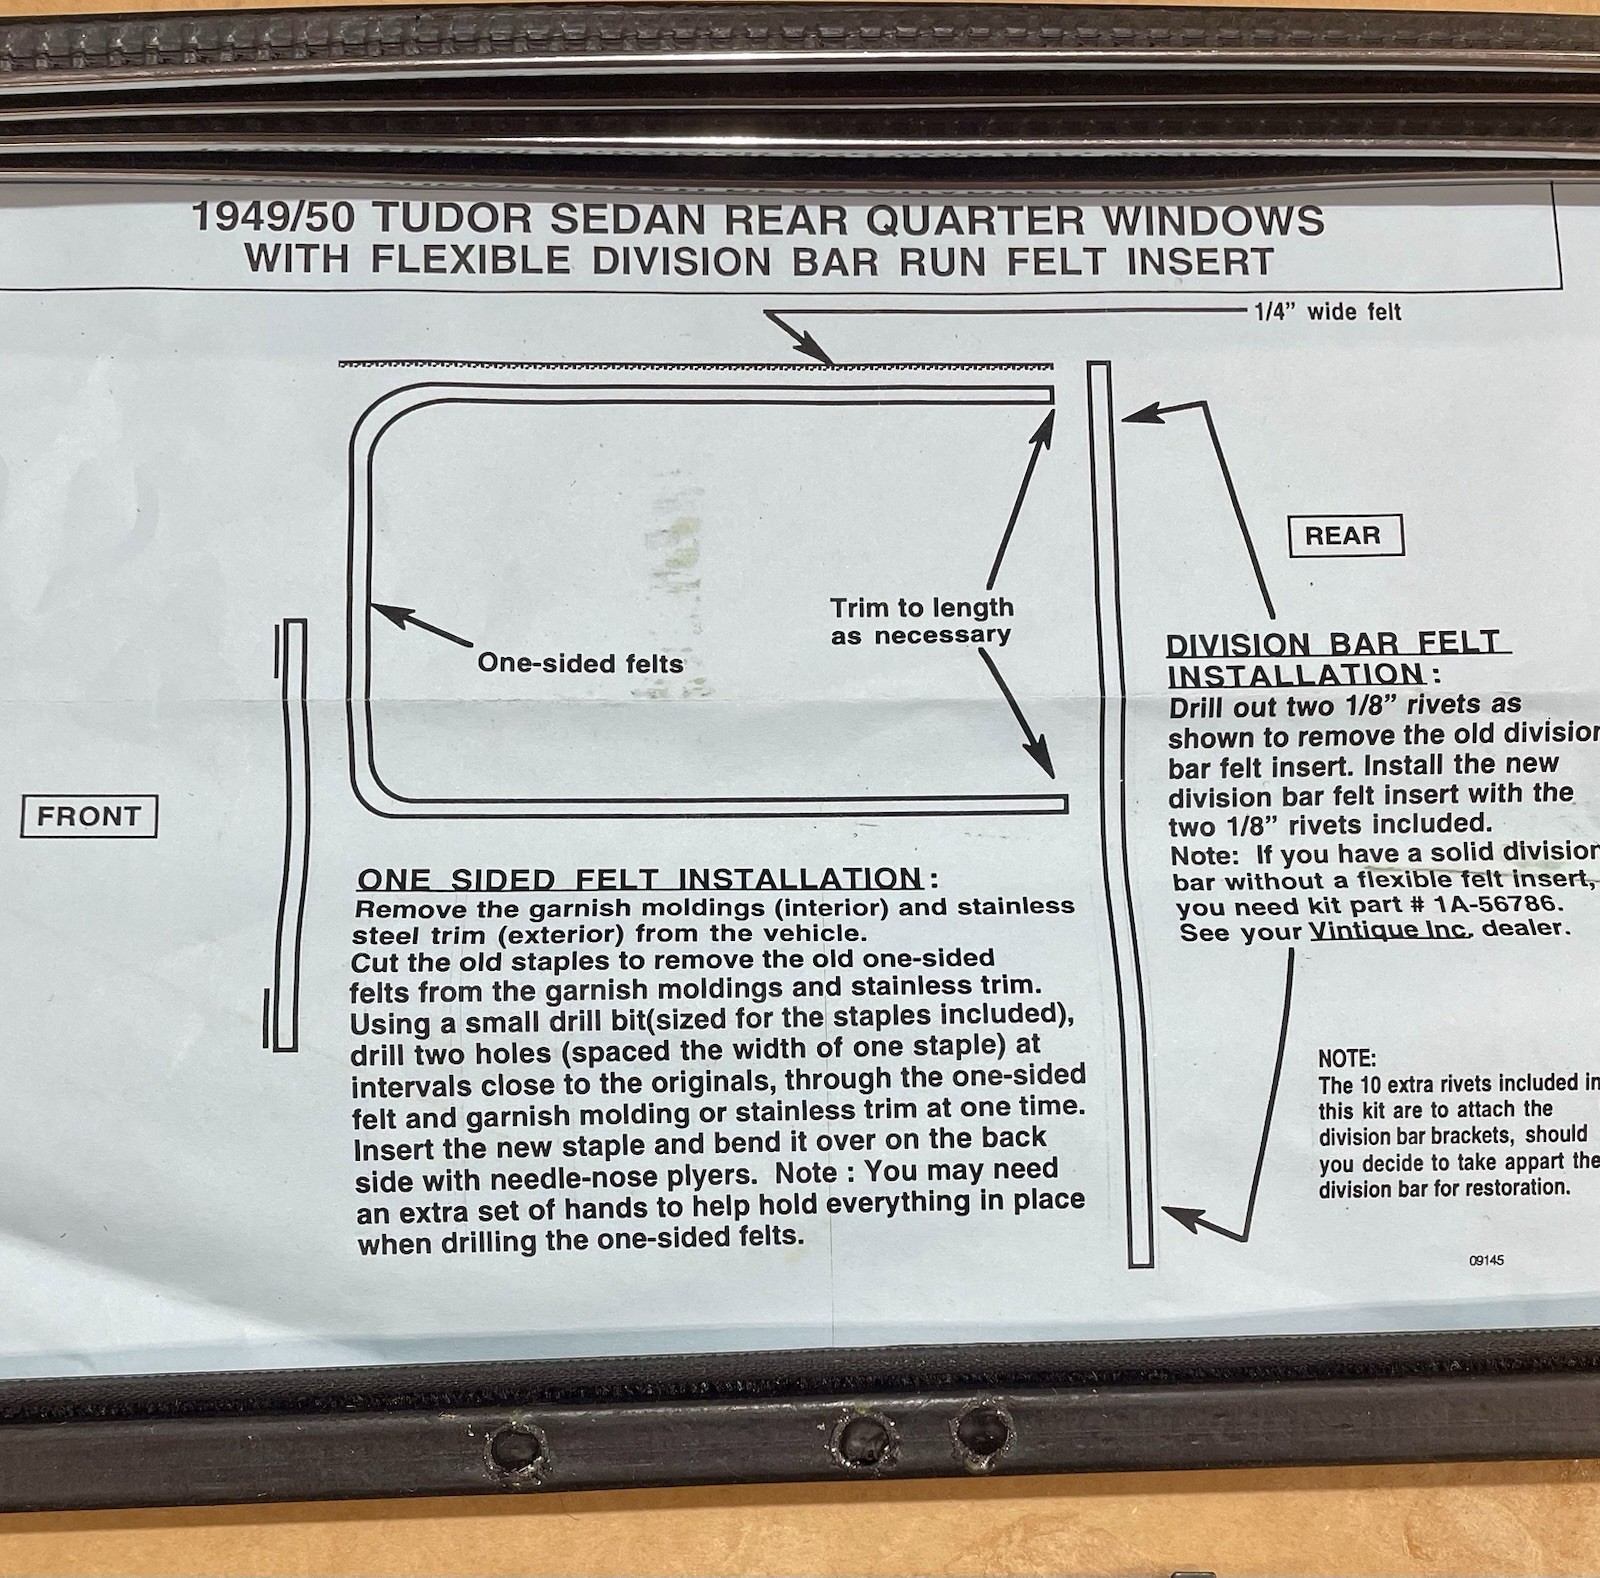 1949/50 TUDOR SEDAN REAR QUARTER WINDOWS
WITH FLEXIBLE DIVISION BAR RUN FELT INSERT
1/4” wide felt
REAR
Trim to length
as necessary
One-sided felts
FRONT
DIVISION BAR FELT
INSTALLATION:
Drill out two 1/8” rivets as
shown to remove the old division
bar felt insert. Install the new
division bar felt insert with the
two 1/8” rivets included.
Note: If you have a solid division
bar without a flexible felt insert,
you need kit part # 1A-56786.
See your Vintique Inc. dealer.
ONE SIDED FELT INSTALLATION:
Remove the garnish moldings (interior) and stainless
steel trim (exterior) from the vehicle.
Cut the old staples to remove the old one-sided
felts from the garnish moldings and stainless trim.
Using a small drill bit(sized for the staples included),
drill two holes (spaced the width of one staple) at
intervals close to the originals, through the one-sided
felt and garnish molding or stainless trim at one time.
Insert the new staple and bend it over on the back
side with needle-nose plyers. Note : You may need
an extra set of hands to help hold everything in place
when drilling the one-sided felts.
NOTE:
The 10 extra rivets included in
this kit are to attach the
division bar brackets, should
you decide to take appart the
division bar for restoration.
09145